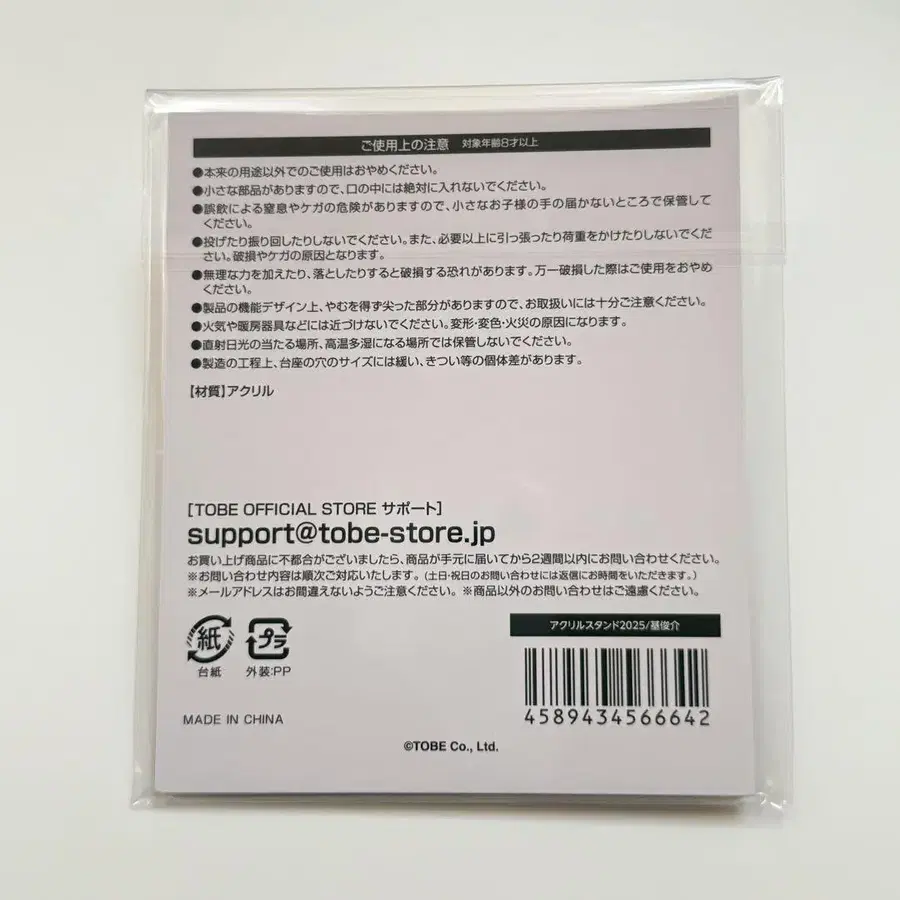 ご使用上の注意 対象年齢8才以上
●本来の用途以外でのご使用はおやめください。
●小さな部品がありますので、口の中には絶対に入れないでください。
●誤飲による窒息やケガの危険がありますので、小さなお子様の手の届かないところで保管して
ください。
●投げたり振り回したりしないでください。また、必要以上に引っ張ったり荷重をかけたりしないでくだ
さい。破損やケガの原因となります。
●無理な力を加えたり、落としたりすると破損する恐れがあります。万一破損した際はご使用をおやめ
ください。
●製品の機能デザイン上、やむを得ず尖った部分がありますので、お取扱いには十分ご注意ください。
●火気や暖房器具などには近づけないでください。変形・変色・火災の原因になります。
●直射日光の当たる場所、高温多湿になる場所では保管しないでください。
●製造の工程上、台座の穴のサイズには緩い、きつい等の個体差があります。
【材質】アクリル
[TOBE OFFICIAL STORE サポート]
support@tobe-store.jp
お買い上げ商品に不都合がございましたら、商品が手元に届いてから2週間以内にお問い合わせください。
※お問い合わせ内容は順次ご対応いたします。(土日・祝日のお問い合わせには返信にお時間をいただきます。)
※メールアドレスはお間違えないようご注意ください。※商品以外のお問い合わせはご遠慮ください。
紙
台紙
プラ
外装:PP
アクリルスタンド2025/基俊介
4589434566642
MADE IN CHINA
©TOBE Co., Ltd.